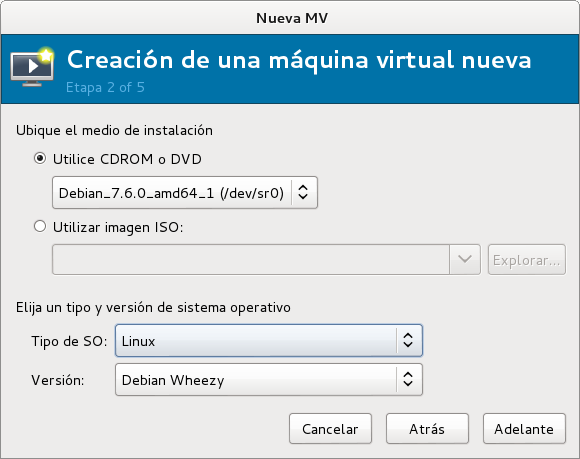 Nueva MV
Creación de una máquina virtual nueva
Etapa 2 of 5
Ubique el medio de instalación
Utilice CDROM o DVD
Debian_7.6.0_amd64_1 (/dev/sr0)
Utilizar imagen ISO:
Explorar...
Elija un tipo y versión de sistema operativo
Tipo de SO: Linux
Versión: Debian Wheezy
Cancelar Atrás Adelante